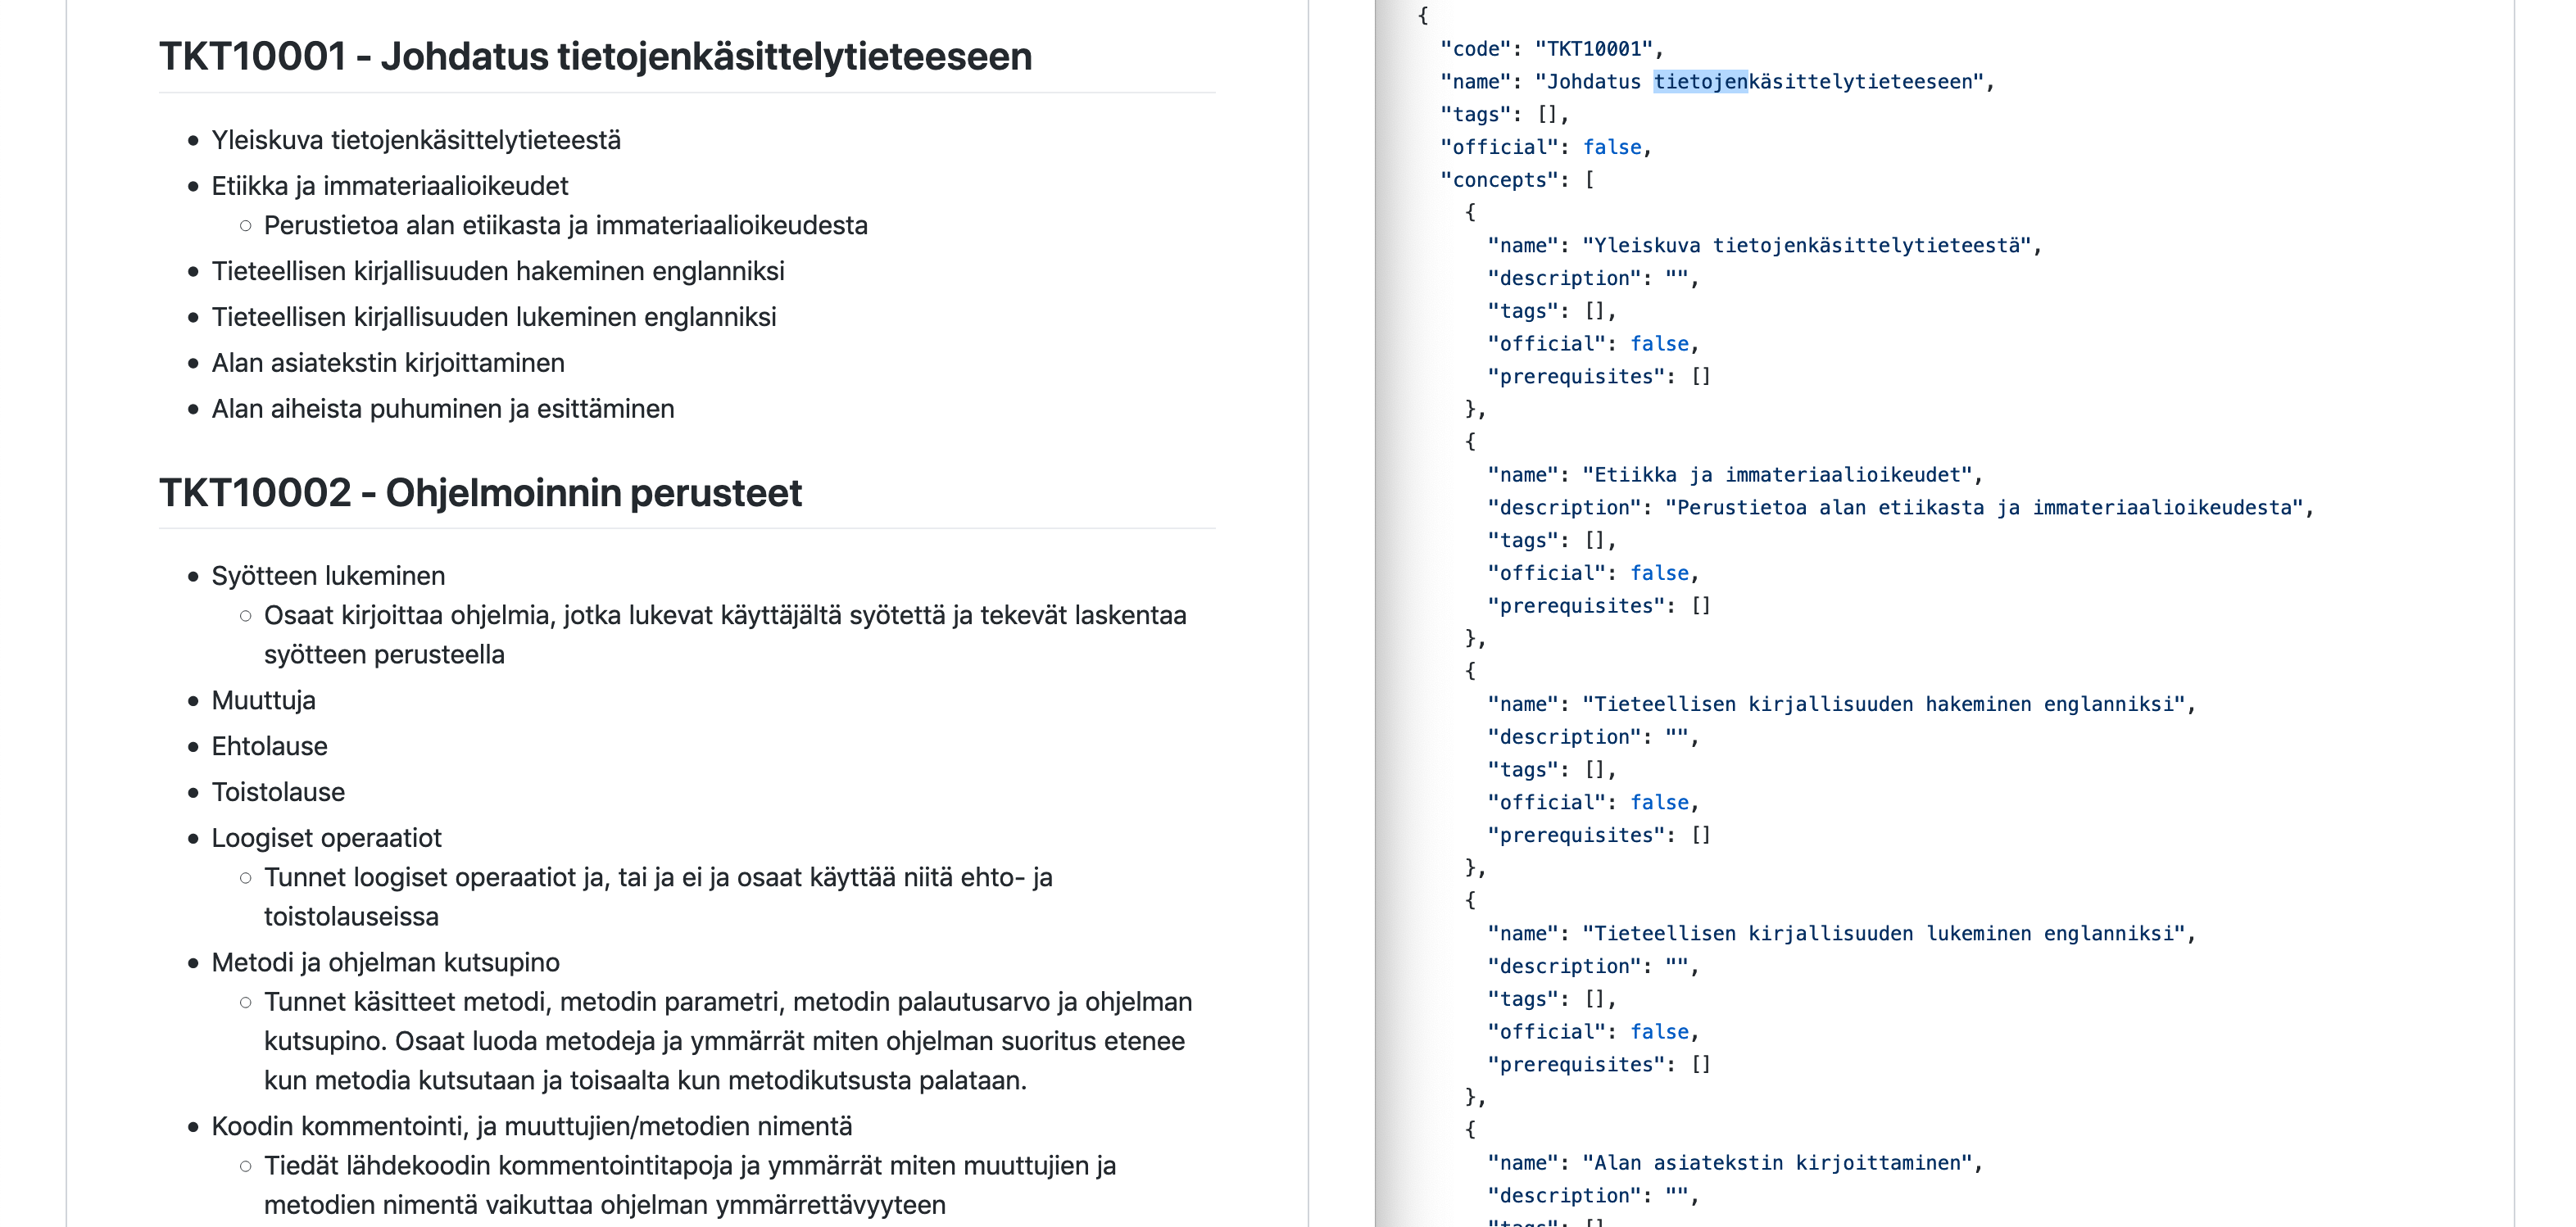 TKT10001 - Johdatus tietojenkäsittelytieteeseen
Yleiskuva tietojenkäsittelytieteestä
Etiikka ja immateriaalioikeudet
Perustietoa alan etiikasta ja immateriaalioikeudesta
Tieteellisen kirjallisuuden hakeminen englanniksi
Tieteellisen kirjallisuuden lukeminen englanniksi
Alan asiatekstin kirjoittaminen
Alan aiheista puhuminen ja esittäminen
TKT10002 - Ohjelmoinnin perusteet
Syötteen lukeminen
Osaat kirjoittaa ohjelmia, jotka lukevat käyttäjältä syötettä ja tekevät laskentaa
syötteen perusteella
Muuttuja
Ehtolause
Toistolause
Loogiset operaatiot
Tunnet loogiset operaatiot ja, tai ja ei ja osaat käyttää niitä ehto- ja
toistolauseissa
Metodi ja ohjelman kutsupino
Tunnet käsitteet metodi, metodin parametri, metodin palautusarvo ja ohjelman
kutsupino. Osaat luoda metodeja ja ymmärrät miten ohjelman suoritus etenee
kun metodia kutsutaan ja toisaalta kun metodikutsusta palataan.
Koodin kommentointi, ja muuttujien/metodien nimentä
Tiedät lähdekoodin kommentointitapoja ja ymmärrät miten muuttujien ja
metodien nimentä vaikuttaa ohjelman ymmärrettävyyteen
{
"code": "TKT10001",
"name": "Johdatus tietojenkäsittelytieteeseen",
"tags": [],
"official": false,
"concepts": [
{
"name": "Yleiskuva tietojenkäsittelytieteestä",
"description": "",
"tags": [],
"official": false,
"prerequisites": []
},
{
"name": "Etiikka ja immateriaalioikeudet",
"description": "Perustietoa alan etiikasta ja immateriaalioikeudesta",
"tags": [],
"official": false,
"prerequisites": []
},
{
"name": "Tieteellisen kirjallisuuden hakeminen englanniksi",
"description": "",
"tags": [],
"official": false,
"prerequisites": []
},
{
"name": "Tieteellisen kirjallisuuden lukeminen englanniksi",
"description": "",
"tags": [],
"official": false,
"prerequisites": []
},
{
"name": "Alan asiatekstin kirjoittaminen",
"description": "",
"tags": []